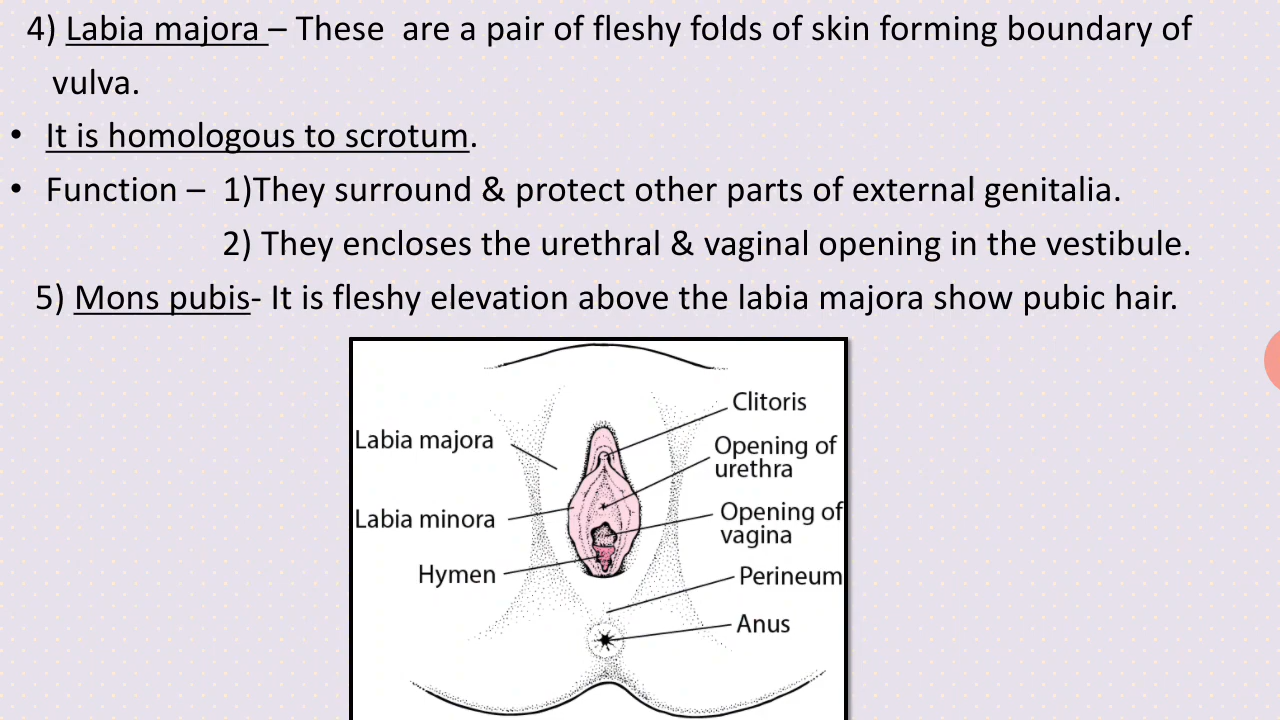 4) Labia majora – These are a pair of fleshy folds of skin forming boundary of
vulva.
• It is homologous to scrotum.
• Function – 1)They surround & protect other parts of external genitalia.
2) They encloses the urethral & vaginal opening in the vestibule.
5) Mons pubis- It is fleshy elevation above the labia majora show pubic hair.
Clitoris
Labia majora
Opening of
urethra
Labia minora
Opening of
vagina
Hymen
Perineum
Anus